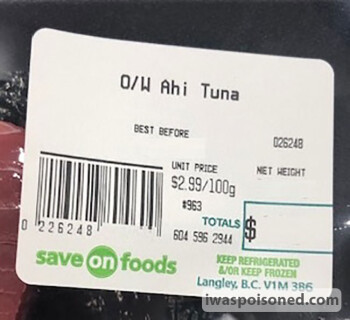 O/W Ahi Tuna
BEST BEFORE 026248
UNIT PRICE NET WEIGHT
$2.99/100g
#963
TOTALS $
0 226248
604 596 2944
save on foods
KEEP REFRIGERATED
&/OR KEEP FROZEN
Langley, B.C. V1M 3B6
iwaspoisoned.com